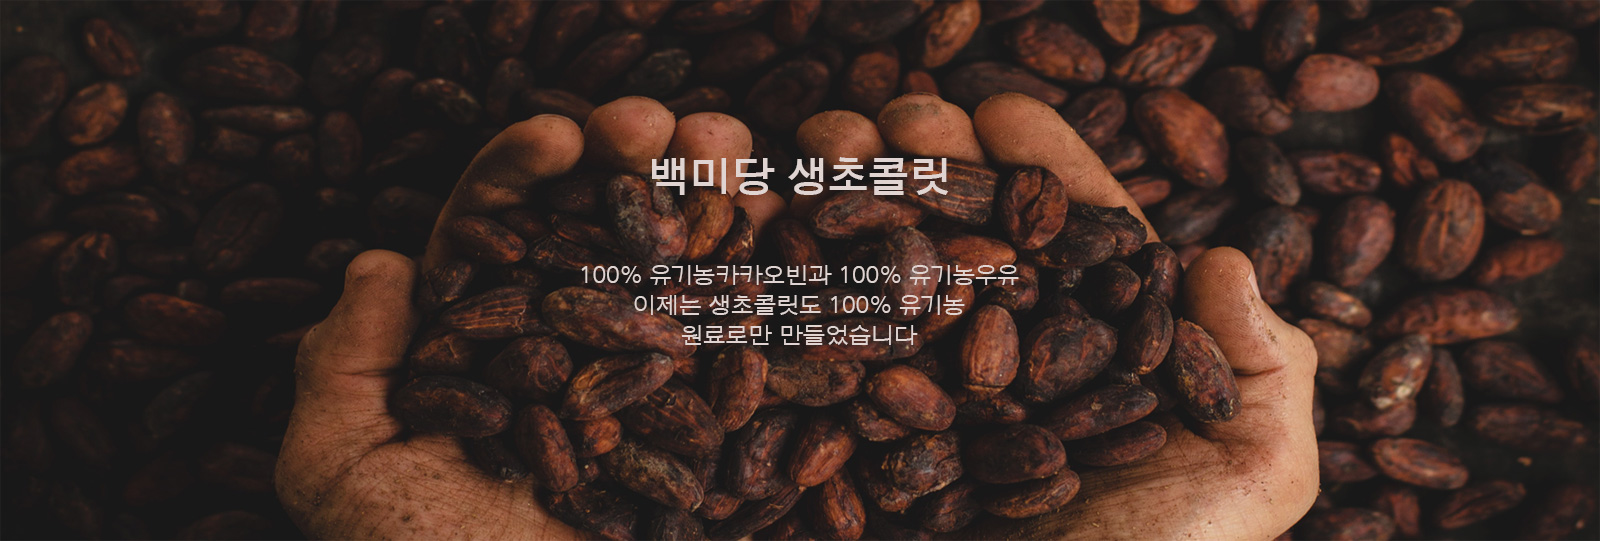 백미당 생초콜릿
100% 유기농카카오빈과 100% 유기농우유
이제는 생초콜릿도 100% 유기농
원료로만 만들었습니다